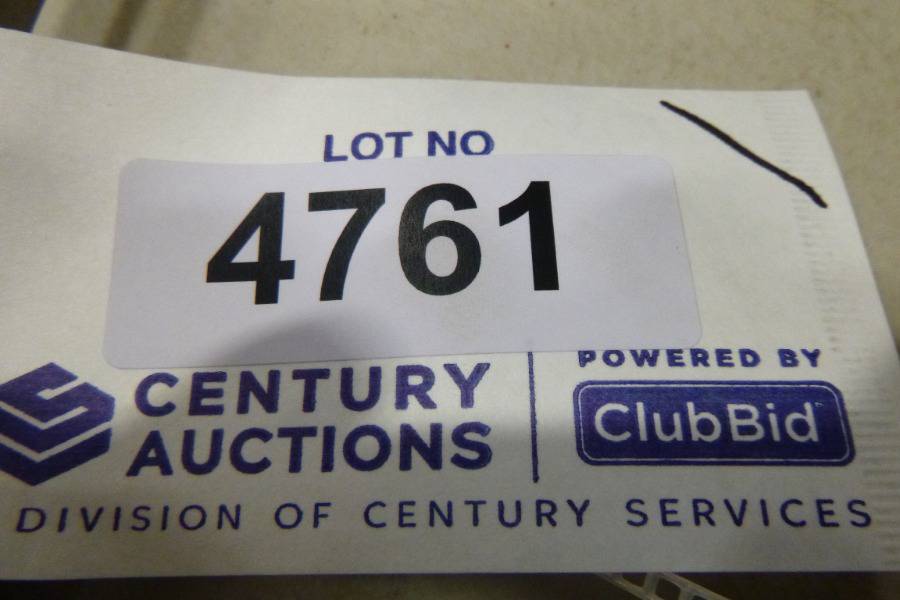 LOT NO
4761
CENTURY
AUCTIONS
POWERED BY
ClubBid
DIVISION OF CENTURY SERVICES